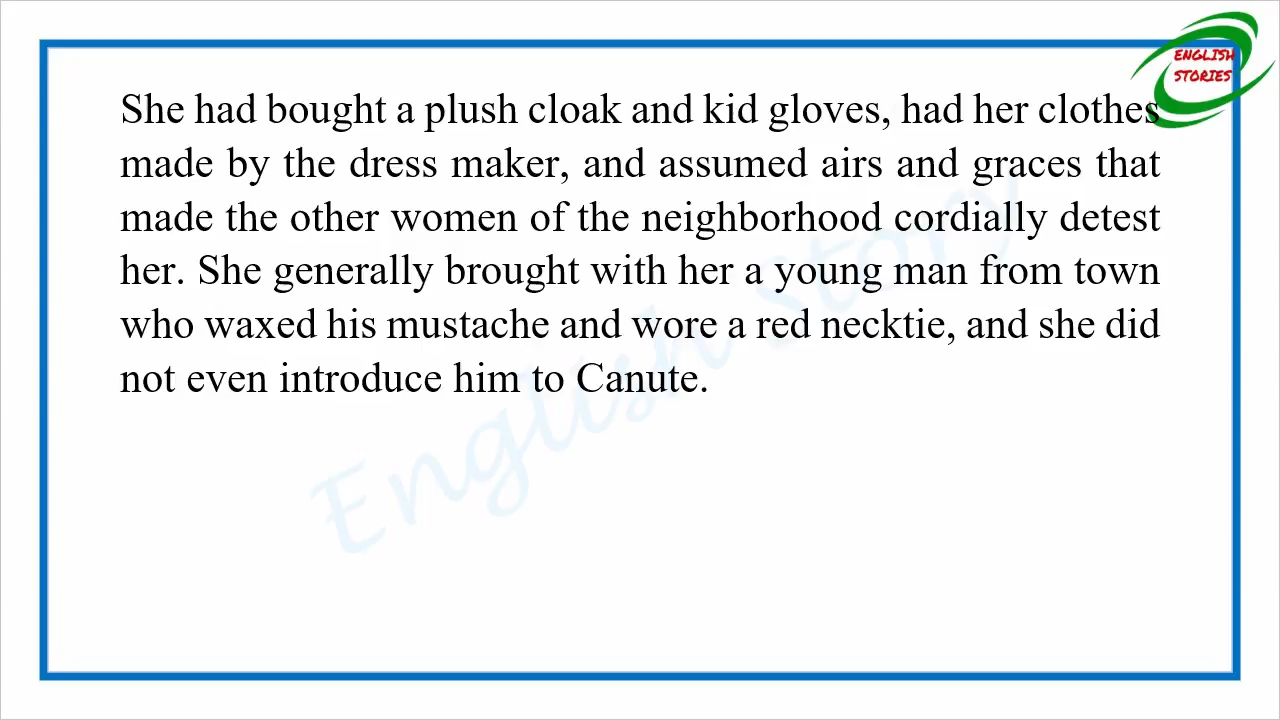 ENGLISH
STORIES
She had bought a plush cloak and kid gloves, had her clothes
made by the dress maker, and assumed airs and graces that
made the other women of the neighborhood cordially detest
her. She generally brought with her a young man from town
who waxed his mustache and wore a red necktie, and she did
not even introduce him to Canute.
English Story